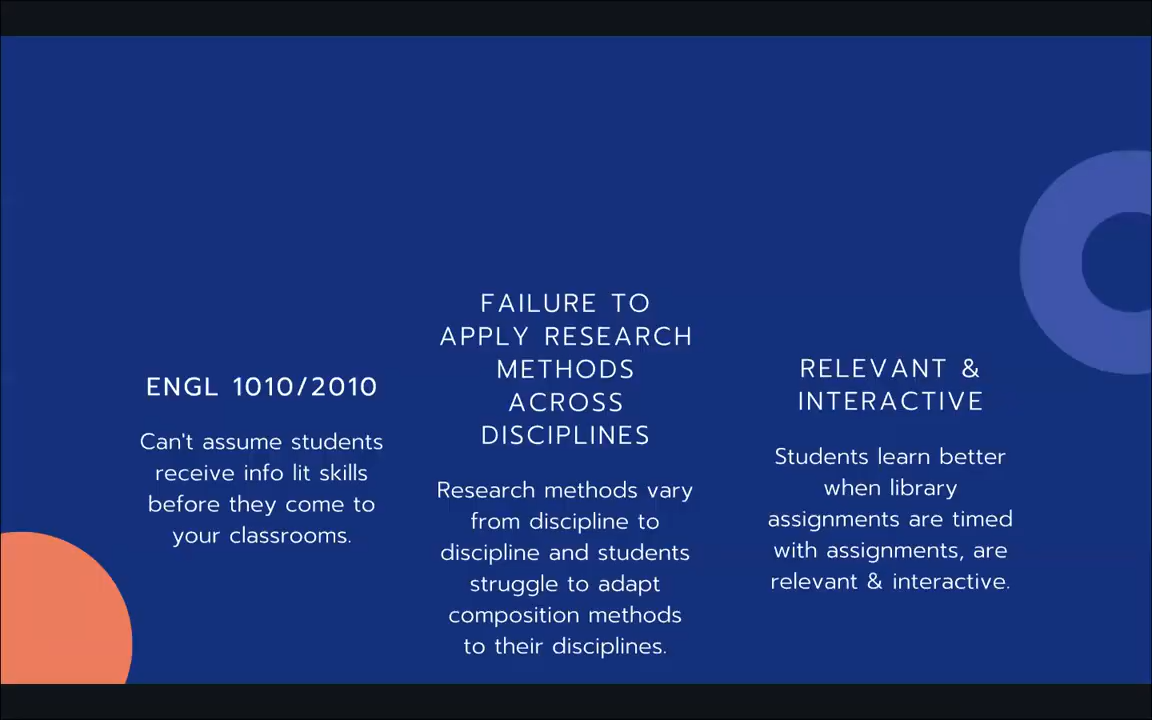 ENGL 1010/2010
Can't assume students
receive info lit skills
before they come to
your classrooms.
FAILURE TO
APPLY RESEARCH
METHODS
ACROSS
DISCIPLINES
Research methods vary
from discipline to
discipline and students
struggle to adapt
composition methods
to their disciplines.
RELEVANT &
INTERACTIVE
Students learn better
when library
assignments are timed
with assignments, are
relevant & interactive.